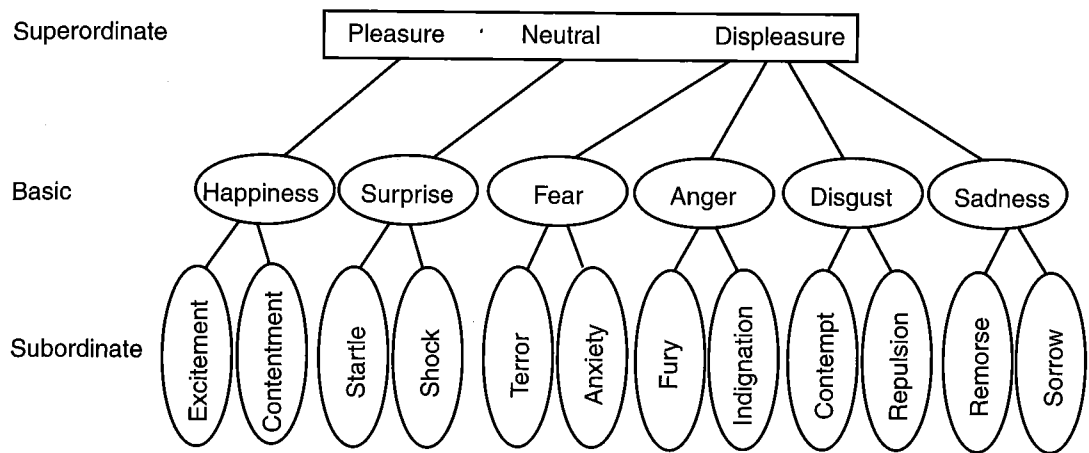 Superordinate Pleasure Neutral Displeasure
Basic Happiness Surprise Fear Anger Disgust Sadness
Subordinate Excitement Contentment Startle Shock Terror Anxiety Fury Indignation Contempt Repulsion Remorse Sorrow